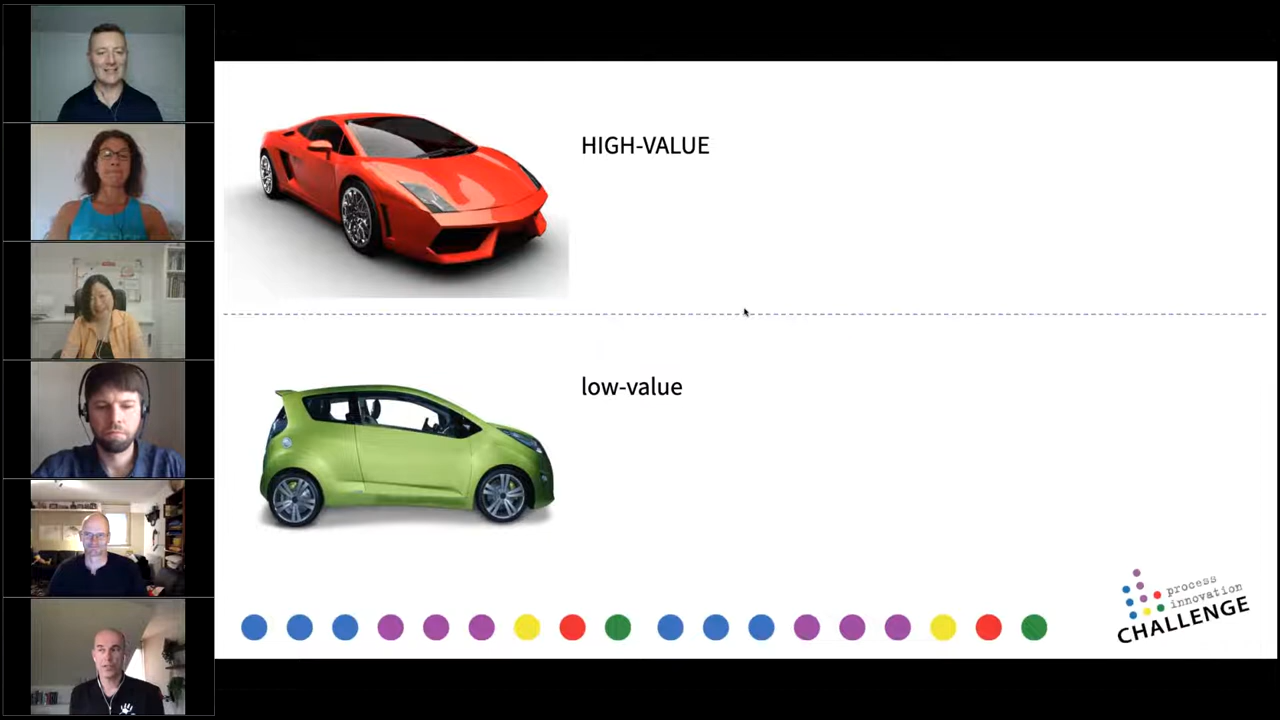 HIGH-VALUE
low-value
process
innovation
CHALLENGE